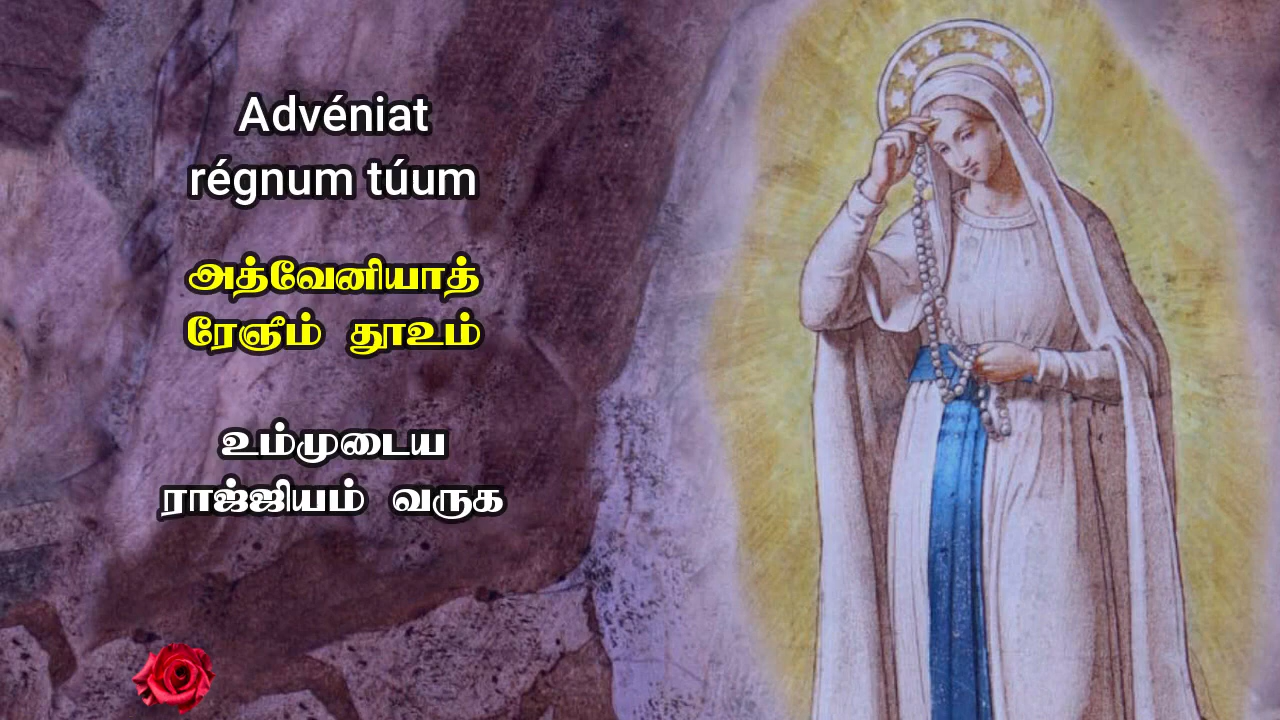 Advéniat
régnum túum
அத்வேனியாத்
ரேஞீம் தூஉம்
உம்முடைய
ராஜ்ஜியம் வருக